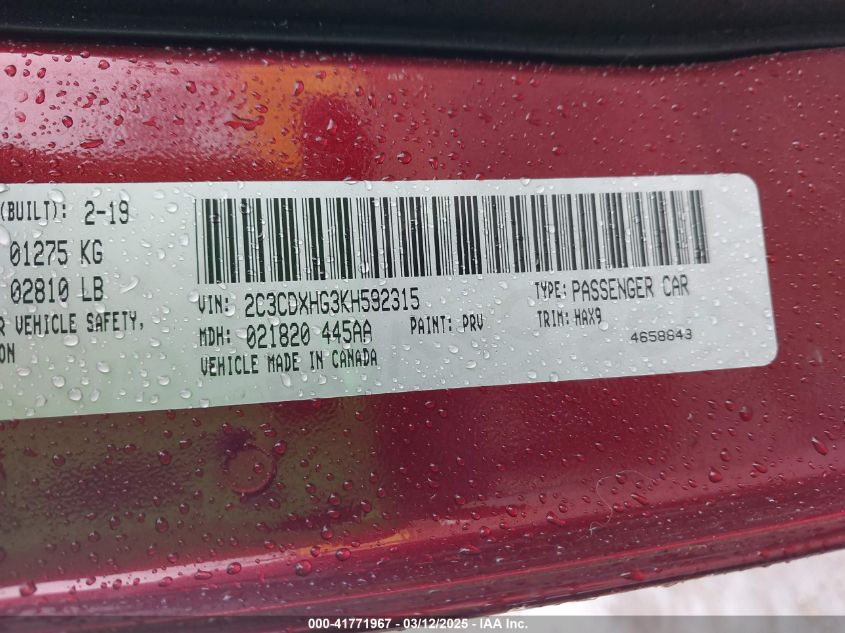 (BUILT): 2-19
01275 KG
02810 LB
R VEHICLE SAFETY,
ON
VIN: 2C3CDXHG3KH592315
TYPE: PASSENGER CAR
MDH: 021820 445AA
PAINT: PRV
TRIM: HAX9
VEHICLE MADE IN CANADA
4658643
000-41771967 - 03/12/2025 - IAA Inc.